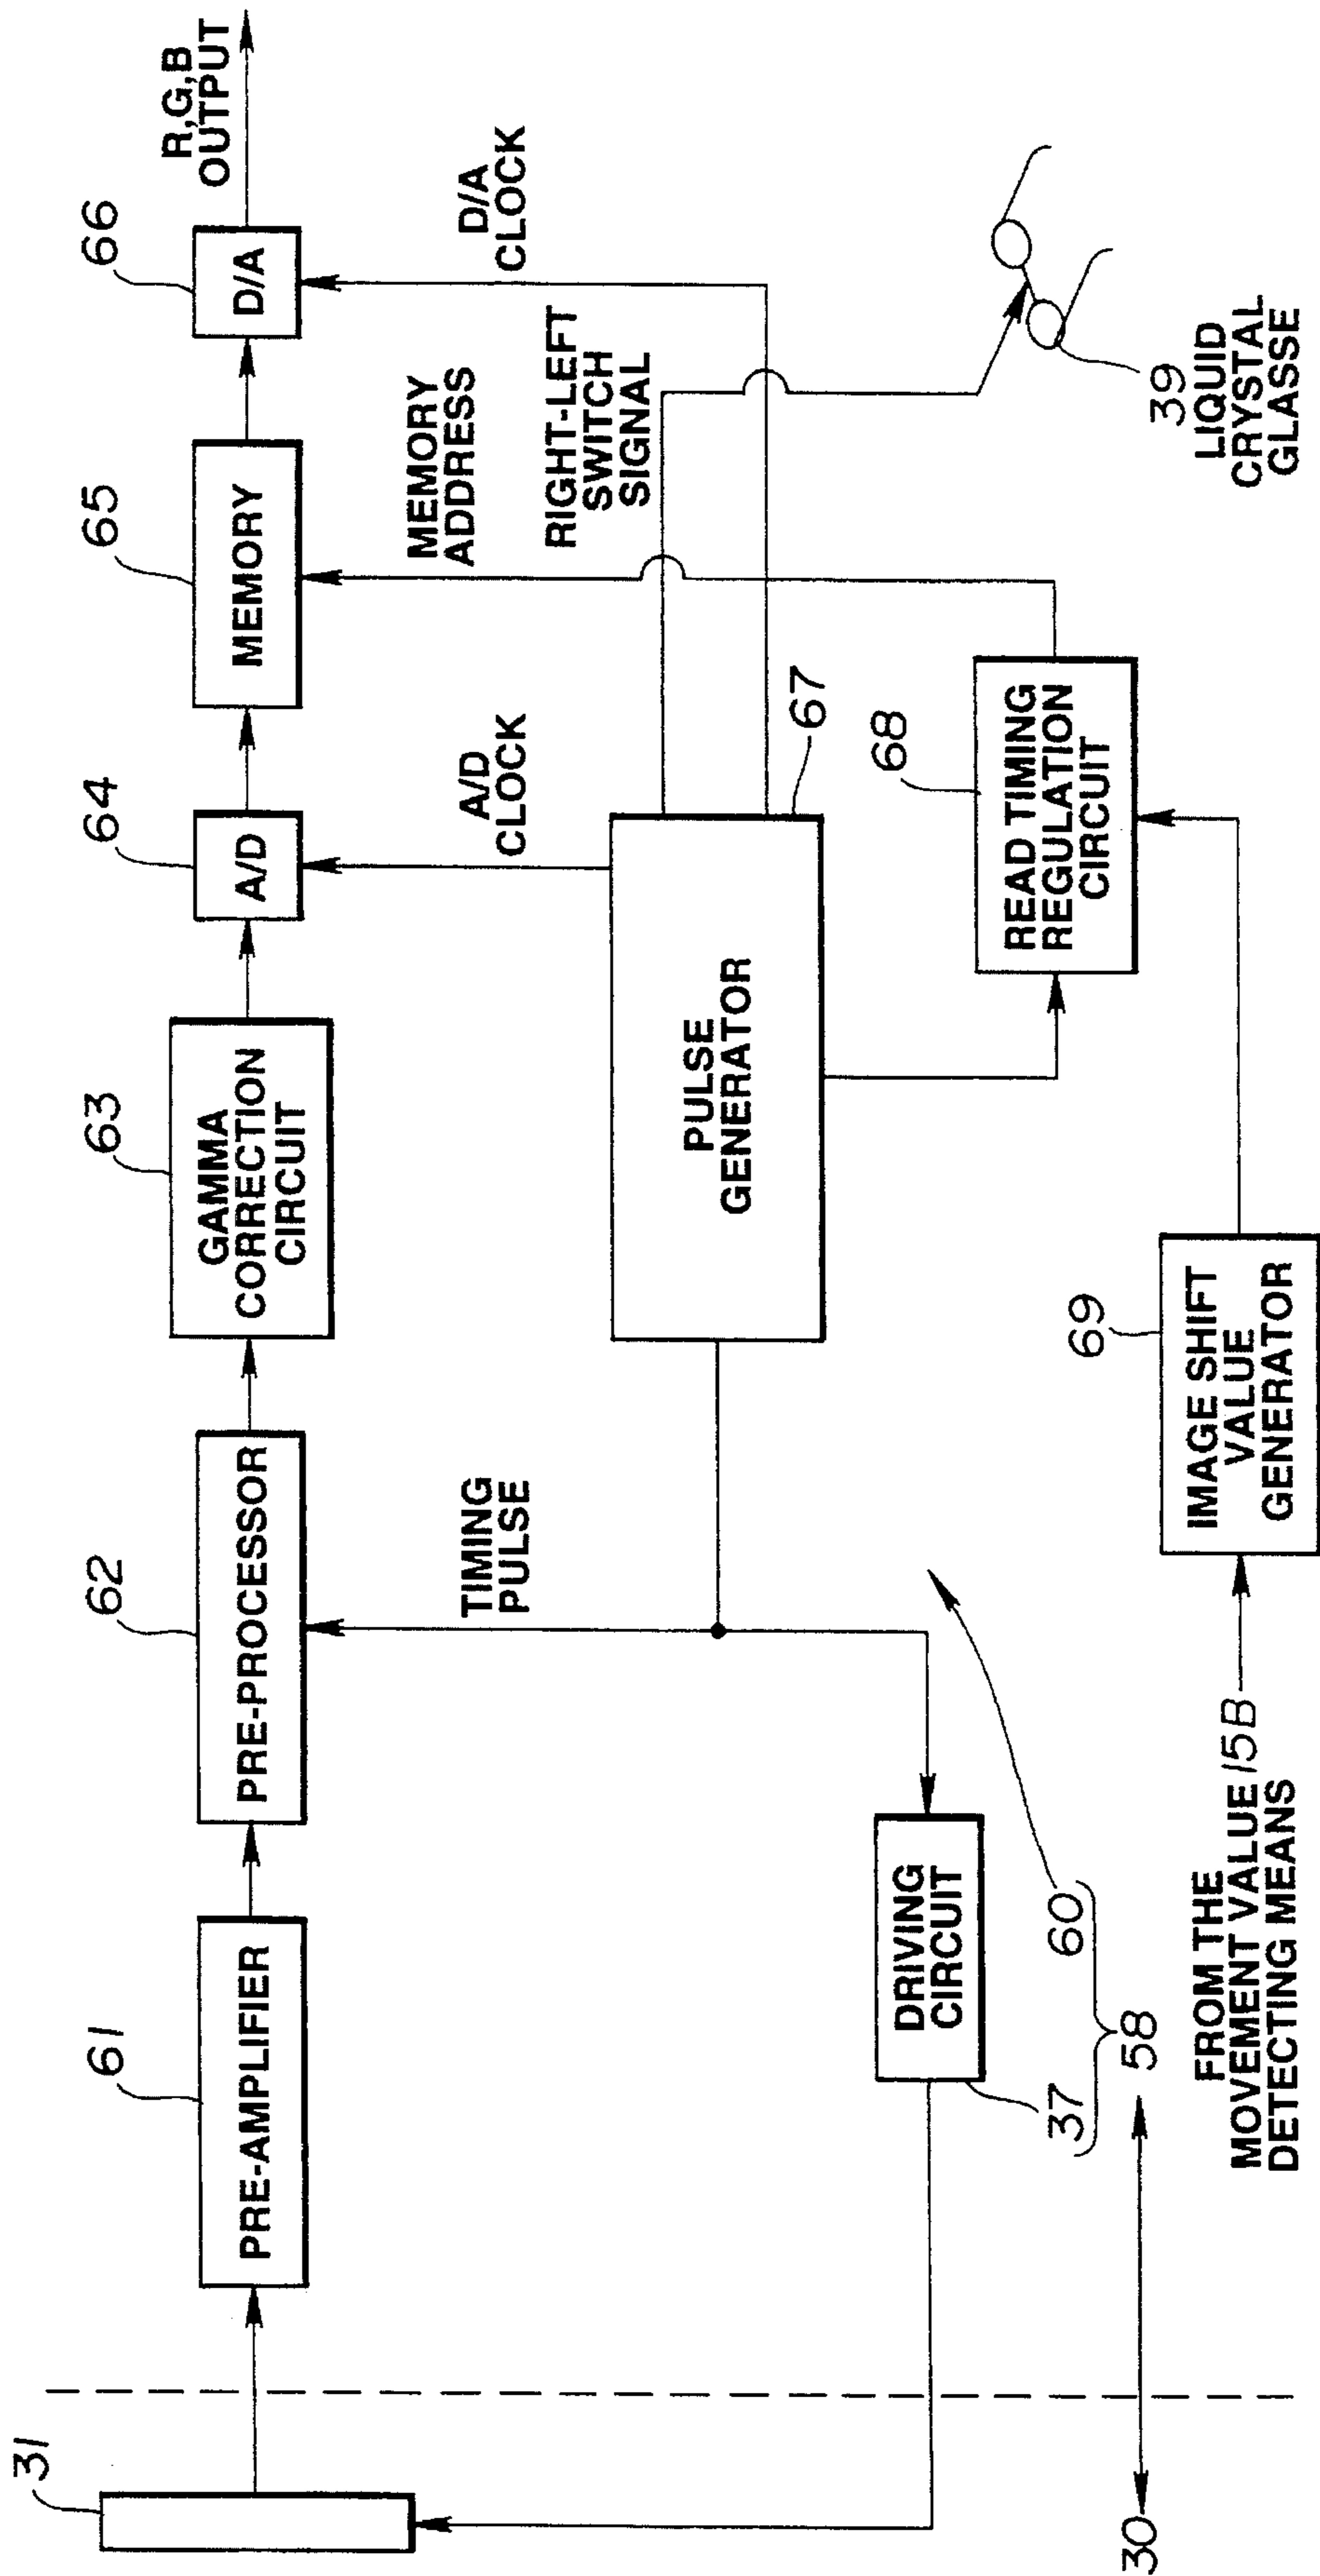 31
61
PRE-AMPLIFIER
62
PRE-PROCESSOR
63
GAMMA
CORRECTION
CIRCUIT
64
A/D
65
MEMORY
66
D/A
R,G,B
OUTPUT
TIMING
PULSE
A/D
CLOCK
MEMORY
ADDRESS
RIGHT-LEFT
SWITCH
SIGNAL
D/A
CLOCK
PULSE
GENERATOR
67
68
READ TIMING
REGULATION
CIRCUIT
39
LIQUID
CRYSTAL
GLASSE
DRIVING
CIRCUIT
37
60
58
30
FROM THE
MOVEMENT VALUE 15B
DETECTING MEANS
69
IMAGE SHIFT
VALUE
GENERATOR